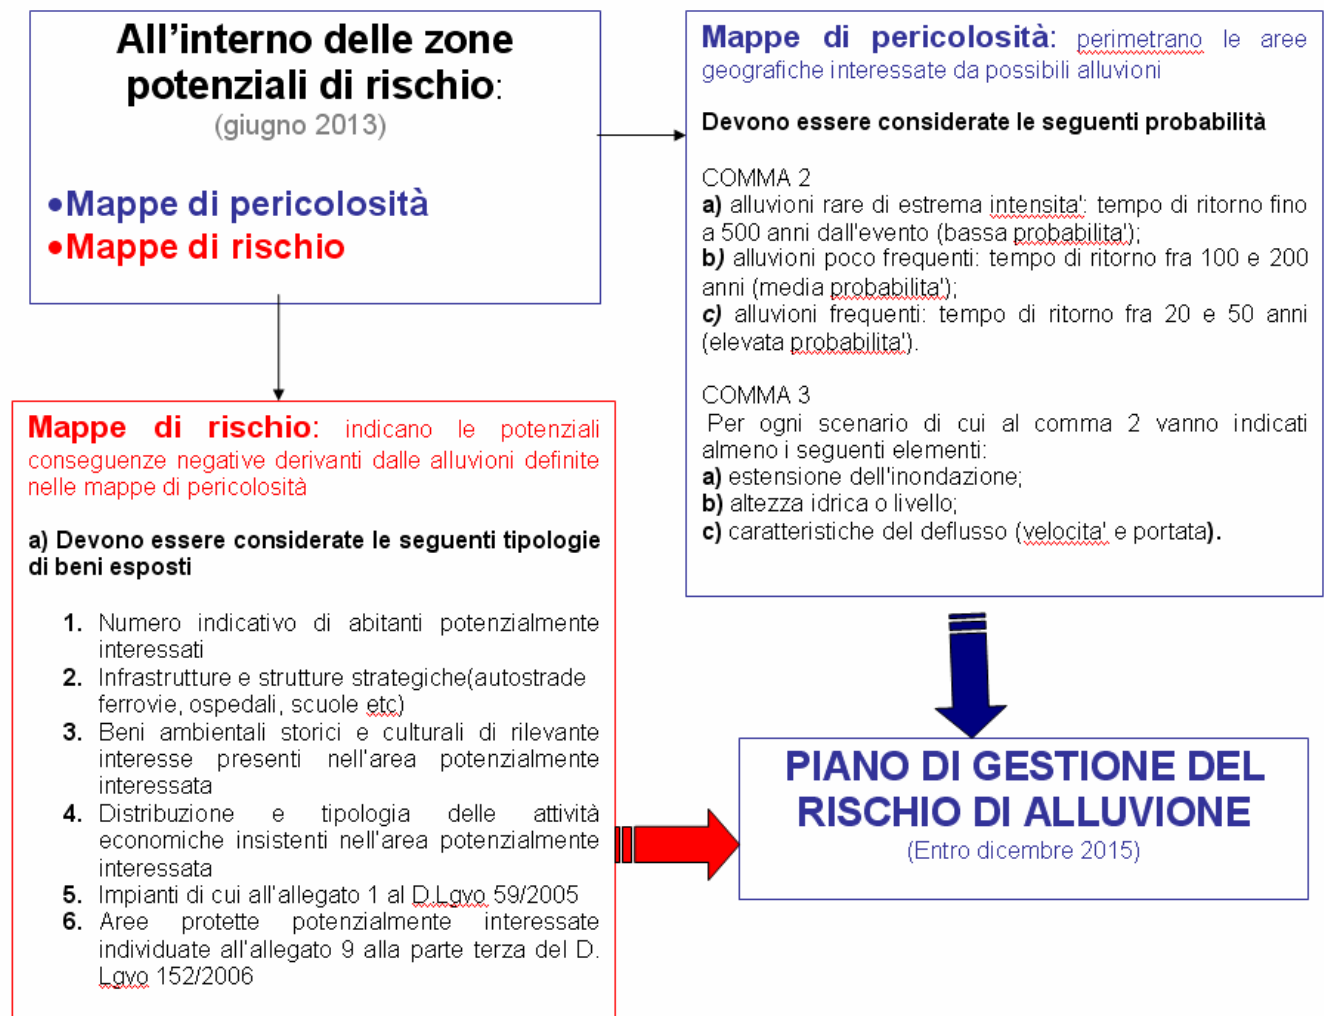 All'interno delle zone
potenziali di rischio:
(giugno 2013)
•Mappe di pericolosità
•Mappe di rischio
Mappe di pericolosità: perimetrano le aree
geografiche interessate da possibili alluvioni
Devono essere considerate le seguenti probabilità
COMMA 2
a) alluvioni rare di estrema intensita': tempo di ritorno fino
a 500 anni dall'evento (bassa probabilita');
b) alluvioni poco frequenti: tempo di ritorno fra 100 e 200
anni (media probabilita');
c) alluvioni frequenti: tempo di ritorno fra 20 e 50 anni
(elevata probabilita').
COMMA 3
Per ogni scenario di cui al comma 2 vanno indicati
almeno i seguenti elementi:
a) estensione dell'inondazione;
b) altezza idrica o livello;
c) caratteristiche del deflusso (velocita' e portata).
Mappe di rischio: indicano le potenziali
conseguenze negative derivanti dalle alluvioni definite
nelle mappe di pericolosità
a) Devono essere considerate le seguenti tipologie
di beni esposti
1. Numero indicativo di abitanti potenzialmente
interessati
2. Infrastrutture e strutture strategiche(autostrade
ferrovie, ospedali, scuole etc)
3. Beni ambientali storici e culturali di rilevante
interesse presenti nell'area potenzialmente
interessata
4. Distribuzione e tipologia delle attività
economiche insistenti nell'area potenzialmente
interessata
5. Impianti di cui all'allegato 1 al D.Lgvo 59/2005
6. Aree protette potenzialmente interessate
individuate all'allegato 9 alla parte terza del D.
Lgvo 152/2006
PIANO DI GESTIONE DEL
RISCHIO DI ALLUVIONE
(Entro dicembre 2015)